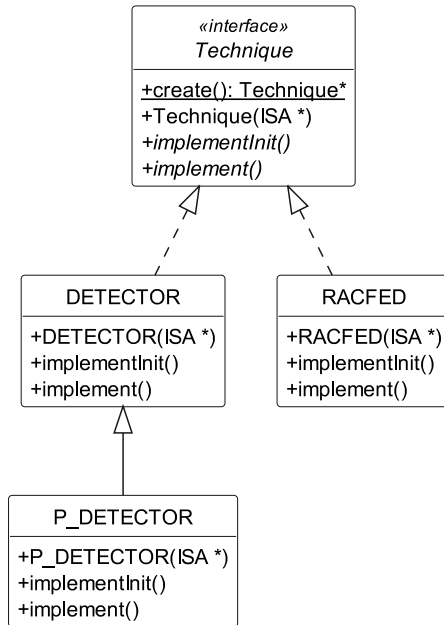 «interface»
Technique
+create(): Technique*
+Technique(ISA *)
+implementInit()
+implement()
DETECTOR
+DETECTOR(ISA *)
+implementInit()
+implement()
RACFED
+RACFED(ISA *)
+implementInit()
+implement()
P_DETECTOR
+P_DETECTOR(ISA *)
+implementInit()
+implement()